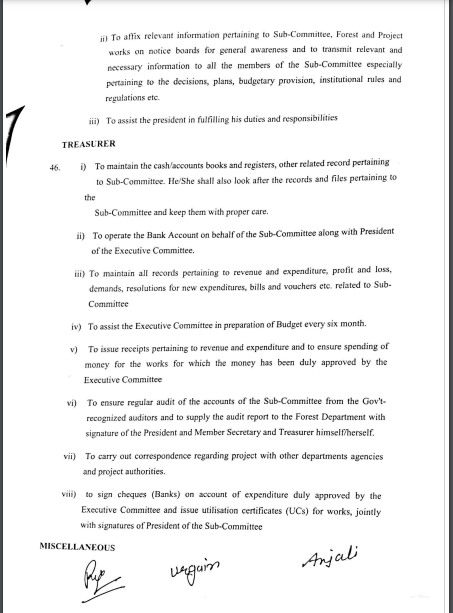 ii) To affix relevant information pertaining to Sub-Committee, Forest and Project
works on notice boards for general awareness and to transmit relevant and
necessary information to all the members of the Sub-Committee especially
pertaining to the decisions, plans, budgetary provision, institutional rules and
regulations etc.
iii) To assist the president in fulfilling his duties and responsibilities
TREASURER
46. i) To maintain the cash/accounts books and registers, other related record pertaining
to Sub-Committee. He/She shall also look after the records and files pertaining to
the
Sub-Committee and keep them with proper care.
ii) To operate the Bank Account on behalf of the Sub-Committee along with President
of the Executive Committee.
iii) To maintain all records pertaining to revenue and expenditure, profit and loss,
demands, resolutions for new expenditures, bills and vouchers etc. related to Sub-
Committee
iv) To assist the Executive Committee in preparation of Budget every six month.
v) To issue receipts pertaining to revenue and expenditure and to ensure spending of
money for the works for which the money has been duly approved by the
Executive Committee
vi) To ensure regular audit of the accounts of the Sub-Committee from the Gov't-
recognized auditors and to supply the audit report to the Forest Department with
signature of the President and Member Secretary and Treasurer himself/herself.
vii) To carry out correspondence regarding project with other departments agencies
and project authorities.
viii) to sign cheques (Banks) on account of expenditure duly approved by the
Executive Committee and issue utilisation certificates (UCs) for works, jointly
with signatures of President of the Sub-Committee
MISCELLANEOUS
Anjali